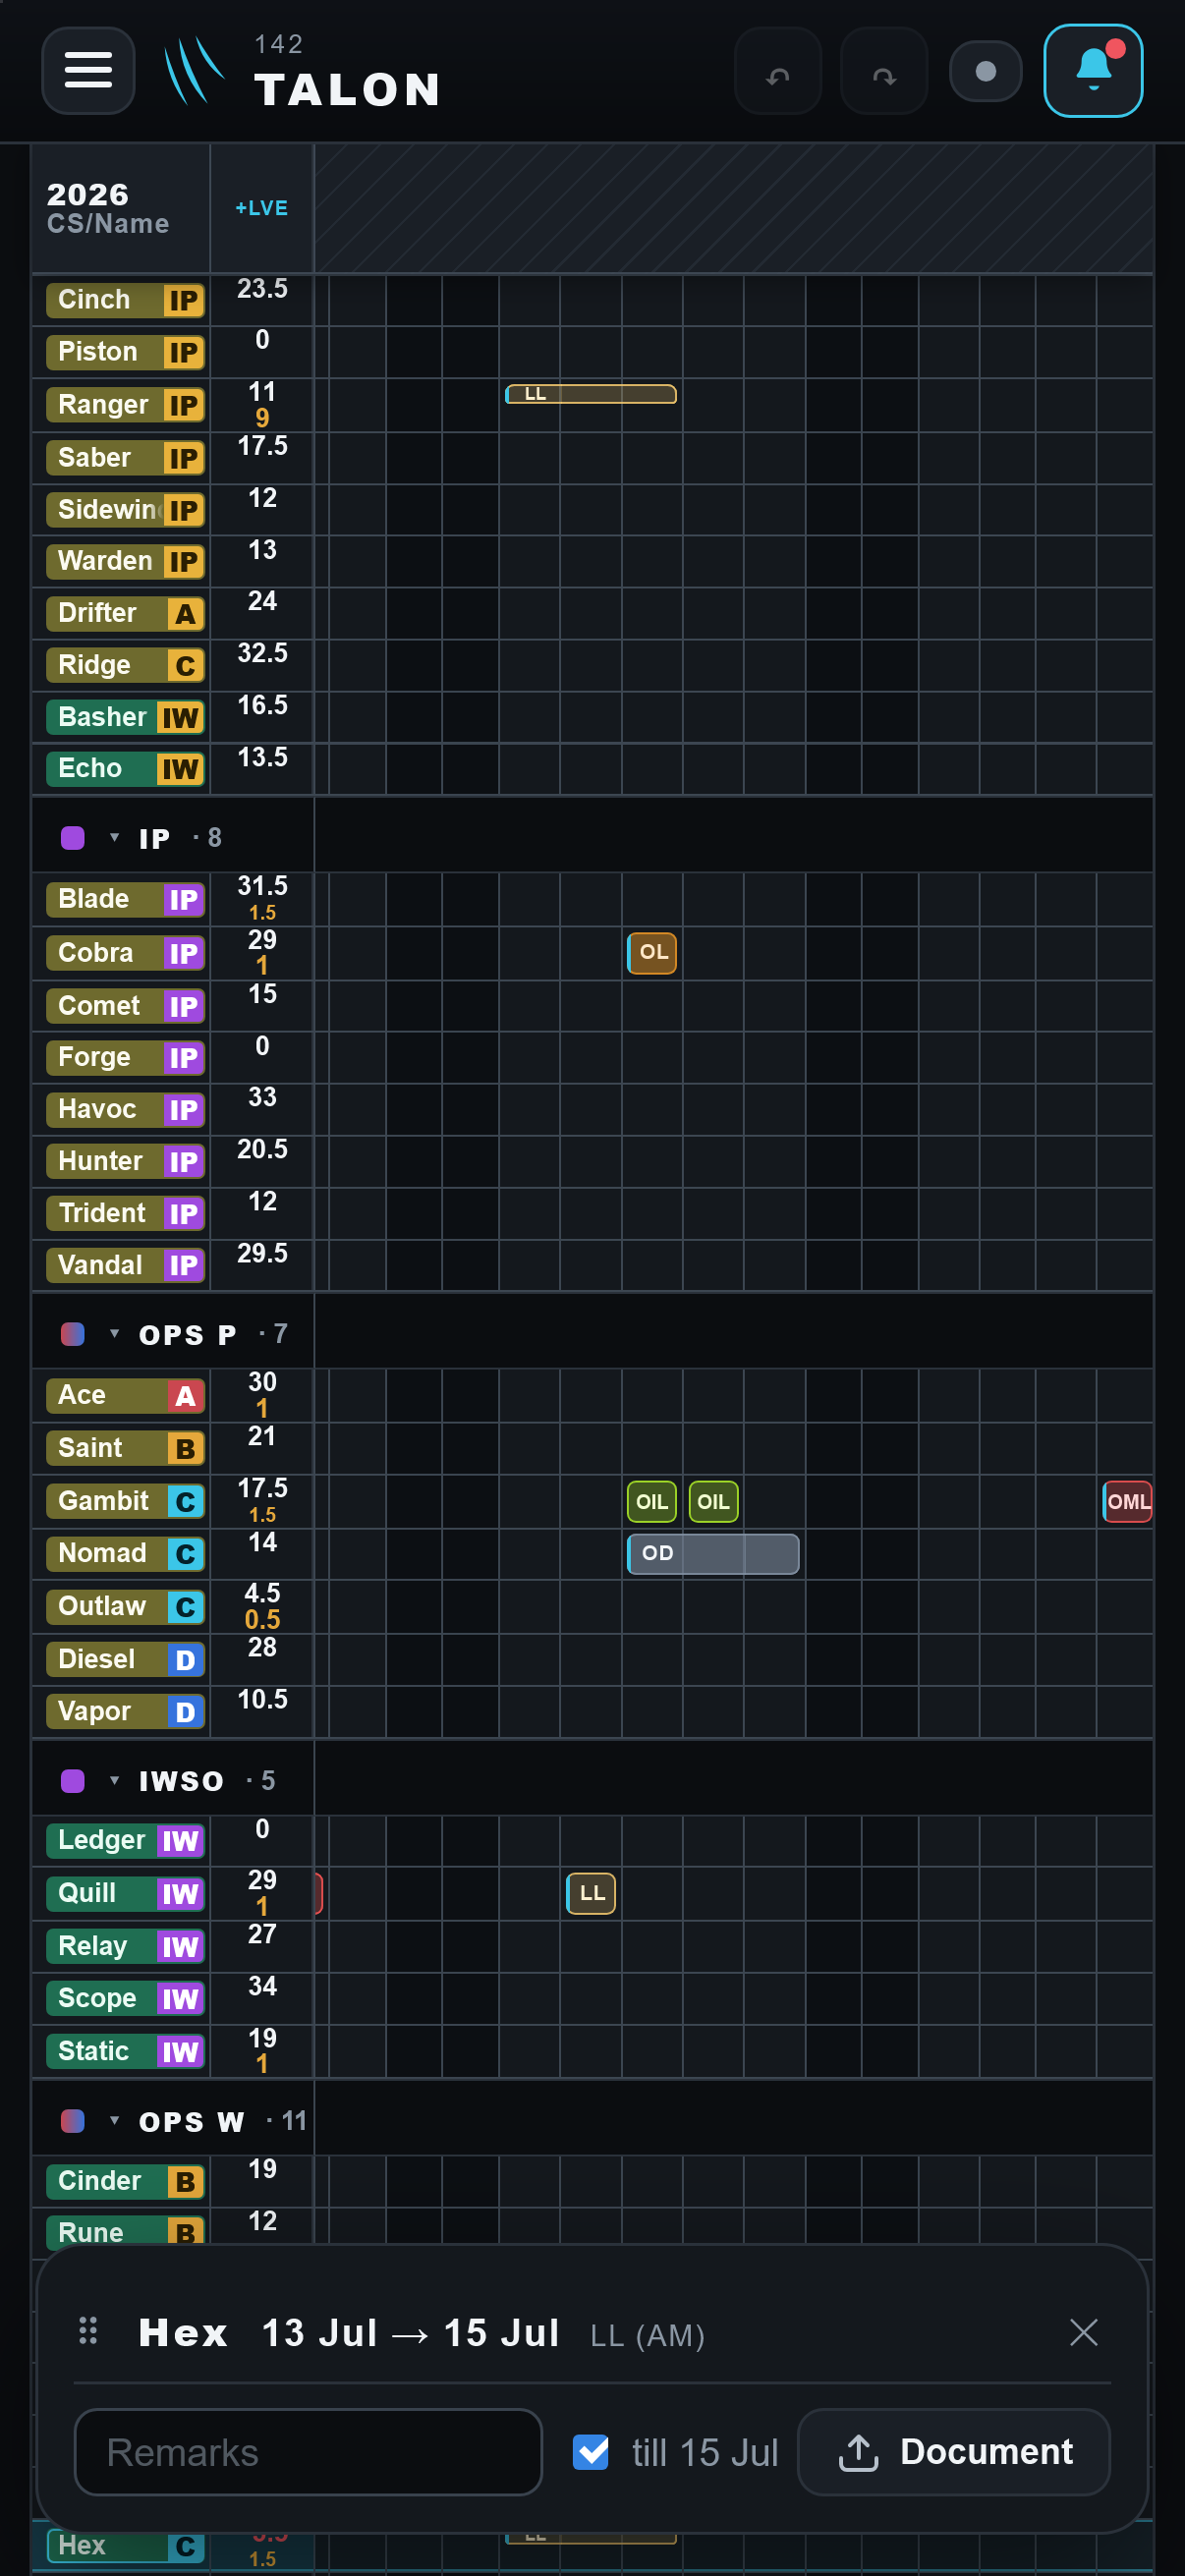 142
TALON
2026
CS/Name
+LVE
Cinch IP 23.5
Piston IP 0
Ranger IP 11 LL
9
Saber IP 17.5
IP 12
Warden IP 13
Drifter A 24
Ridge C 32.5
Basher IW 16.5
Echo IW 13.5
▼ IP · 8
Blade IP 31.5
1.5
Cobra IP 29 OL
1
Comet IP 15
Forge IP 0
Havoc IP 33
Hunter IP 20.5
Trident IP 12
Vandal IP 29.5
▼ OPS P · 7
Ace A 30
1
Saint B 21
Gambit C 17.5 OIL OIL OML
1.5
Nomad C 14 OD
Outlaw C 4.5
0.5
Diesel D 28
Vapor D 10.5
▼ IWSO · 5
Ledger IW 0
Quill IW 29 LL
1
Relay IW 27
Scope IW 34
Static IW 19
1
▼ OPS W · 11
Cinder B 19
Rune B 12
Hex 13 Jul → 15 Jul LL (AM)
Remarks till 15 Jul Document
Hex C LL
1.5